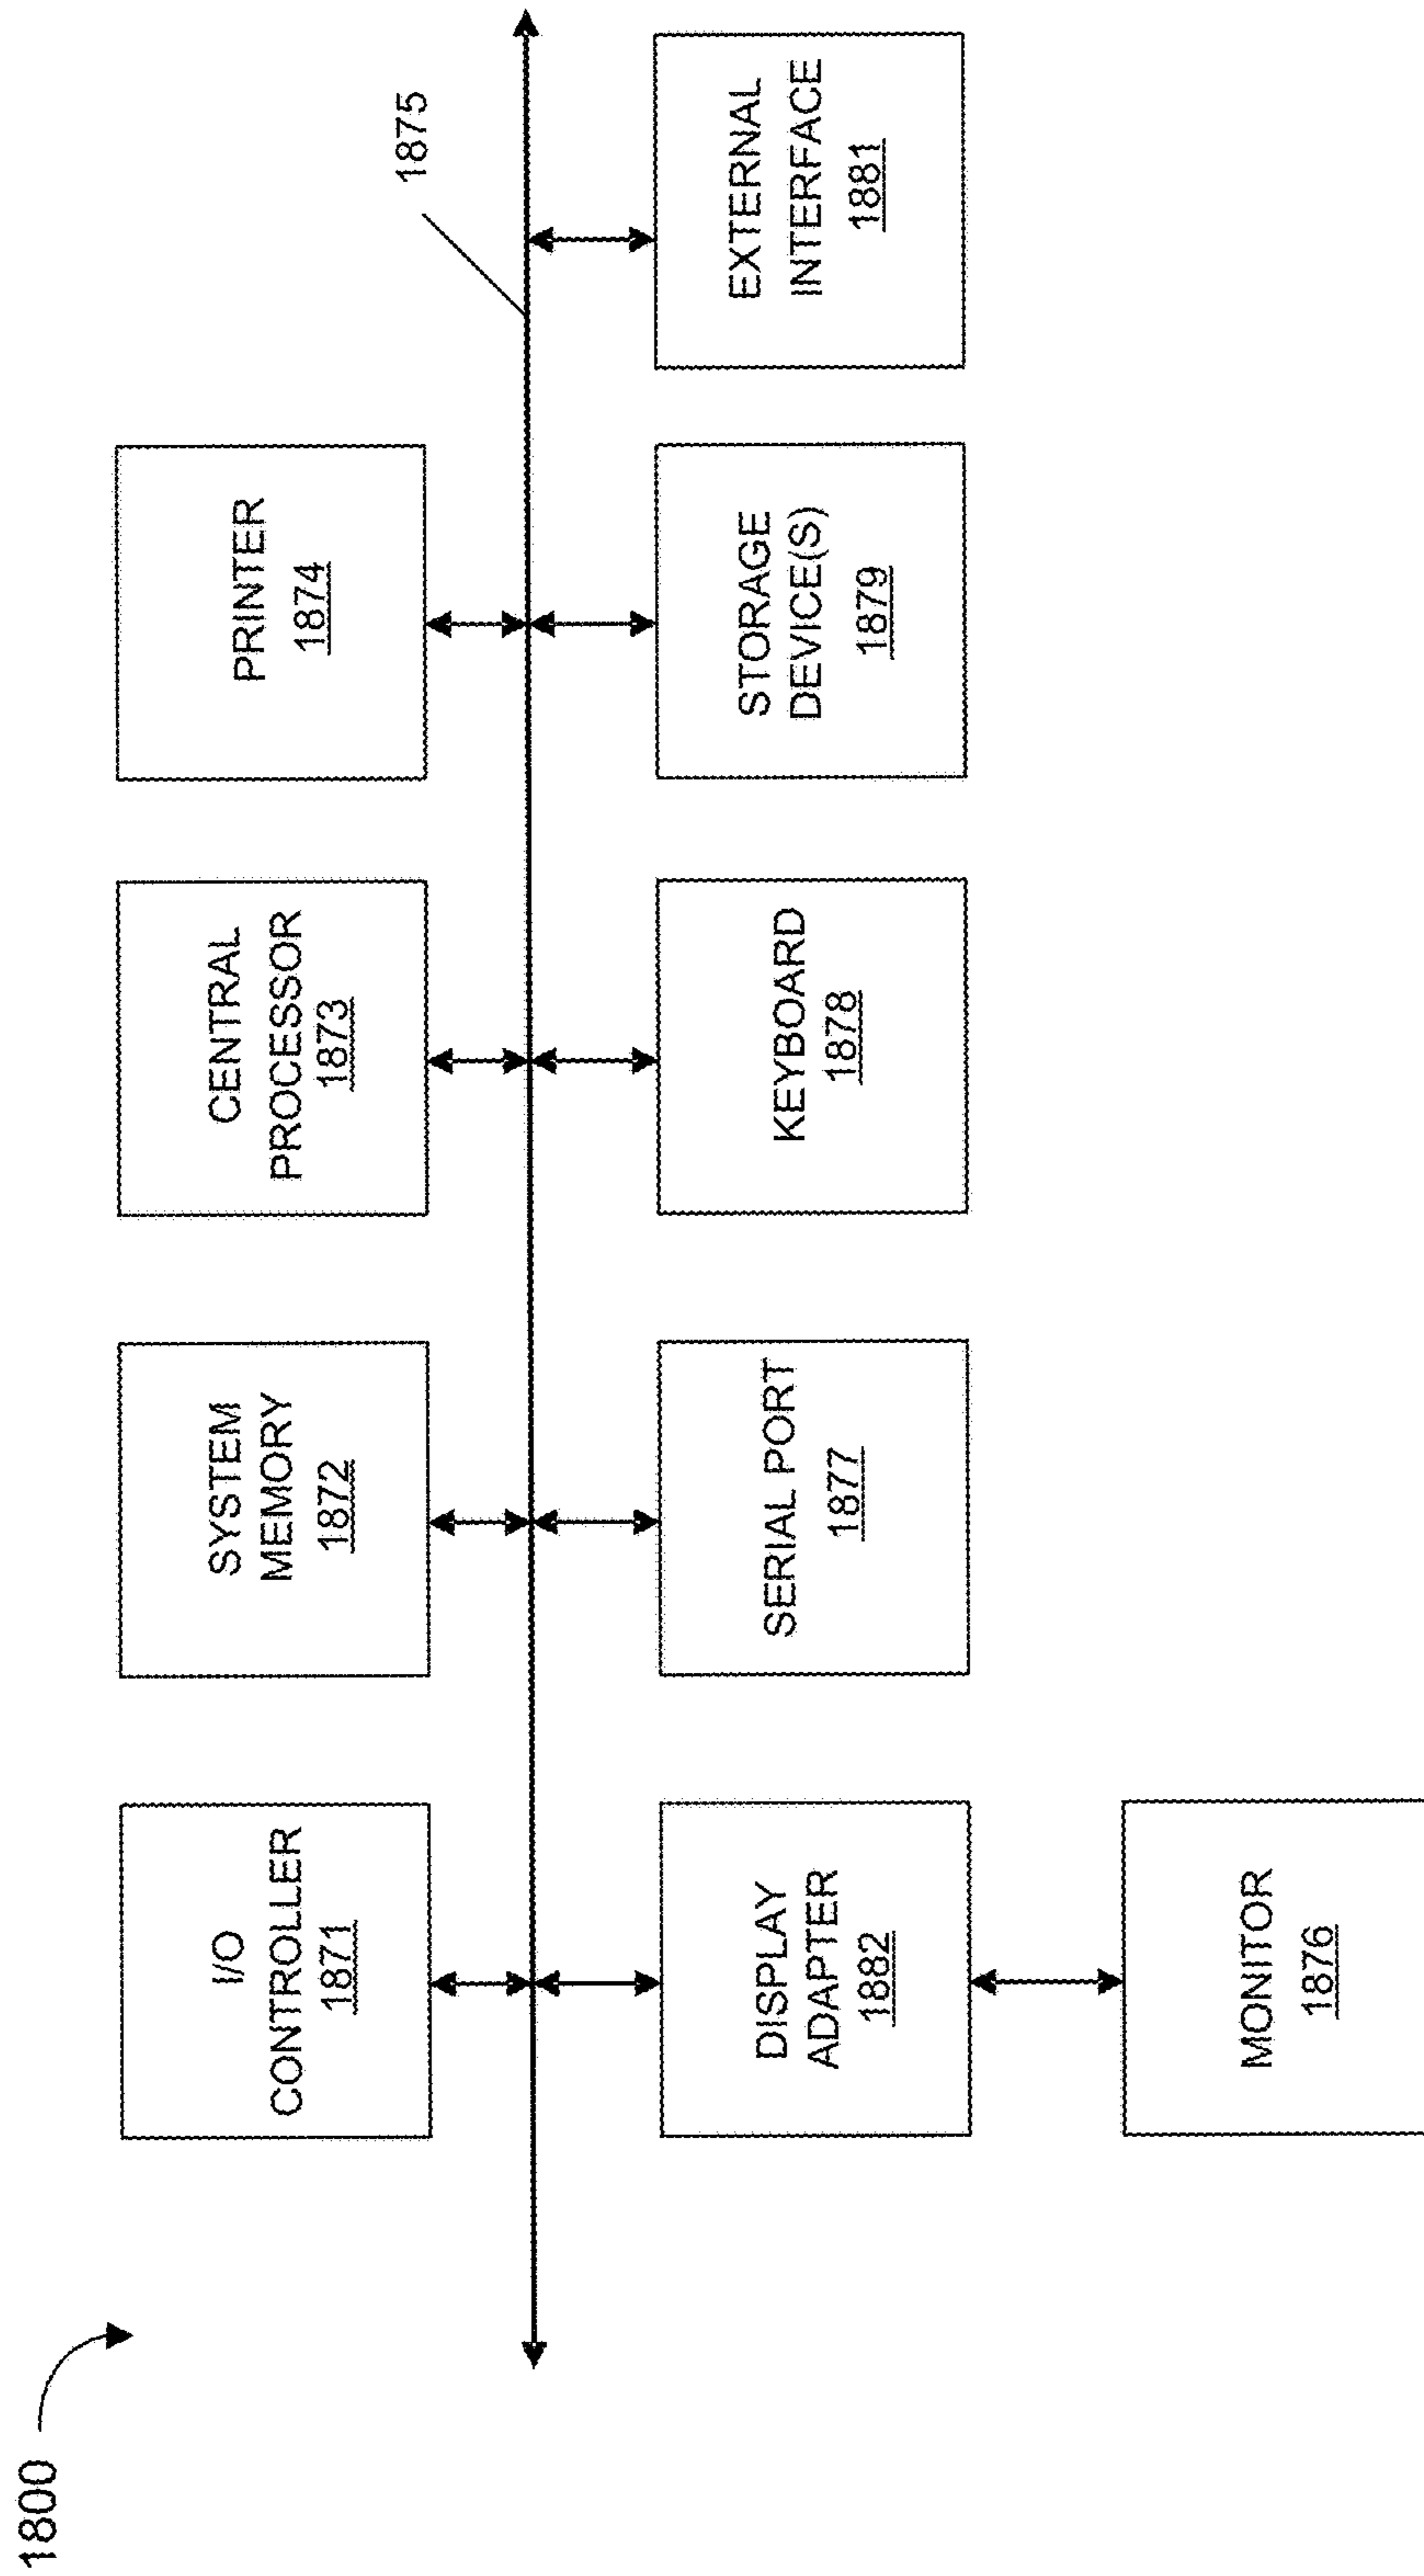 1800
I/O
CONTROLLER
1871
SYSTEM
MEMORY
1872
CENTRAL
PROCESSOR
1873
PRINTER
1874
1875
DISPLAY
ADAPTER
1882
SERIAL PORT
1877
KEYBOARD
1878
STORAGE
DEVICE(S)
1879
EXTERNAL
INTERFACE
1881
MONITOR
1876